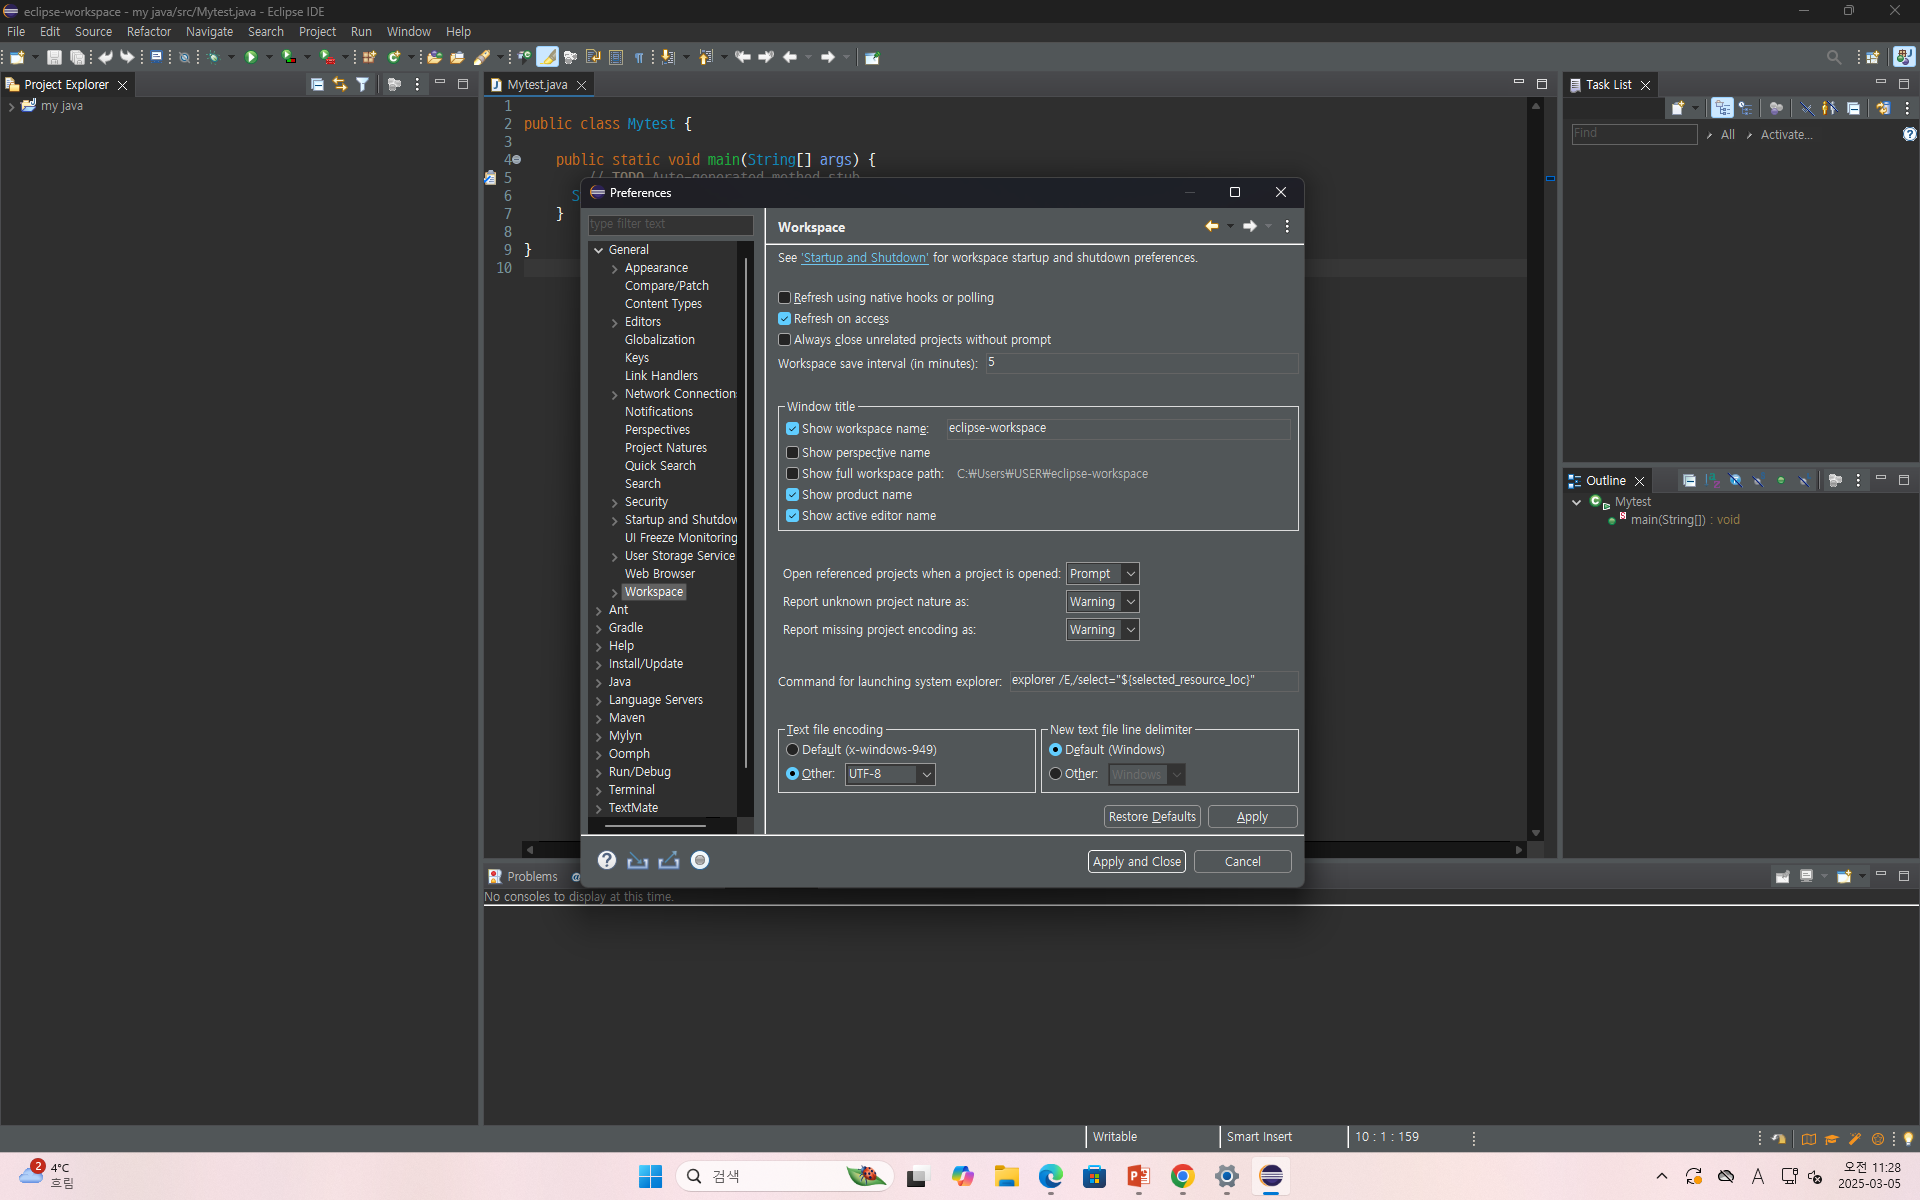 eclipse-workspace - my java/src/Mytest.java - Eclipse IDE
File Edit Source Refactor Navigate Search Project Run Window Help
Project Explorer
my java
Mytest.java
1
2 public class Mytest {
3
4 public static void main(String[] args) {
5 // TODO Auto-generated method stub
6 S
7 }
8
9 }
10
Preferences
type filter text
General
Appearance
Compare/Patch
Content Types
Editors
Globalization
Keys
Link Handlers
Network Connection
Notifications
Perspectives
Project Natures
Quick Search
Search
Security
Startup and Shutdow
UI Freeze Monitoring
User Storage Service
Web Browser
Workspace
Ant
Gradle
Help
Install/Update
Java
Language Servers
Maven
Mylyn
Oomph
Run/Debug
Terminal
TextMate
Workspace
See 'Startup and Shutdown' for workspace startup and shutdown preferences.
Refresh using native hooks or polling
Refresh on access
Always close unrelated projects without prompt
Workspace save interval (in minutes): 5
Window title
Show workspace name: eclipse-workspace
Show perspective name
Show full workspace path: C:₩Users₩USER₩eclipse-workspace
Show product name
Show active editor name
Open referenced projects when a project is opened: Prompt
Report unknown project nature as: Warning
Report missing project encoding as: Warning
Command for launching system explorer: explorer /E,/select="${selected_resource_loc}"
Text file encoding
Default (x-windows-949)
Other: UTF-8
New text file line delimiter
Default (Windows)
Other: Windows
Restore Defaults Apply
Apply and Close Cancel
Task List
Find All Activate...
Outline
Mytest
main(String[]) : void
Problems @
No consoles to display at this time.
Writable Smart Insert 10 : 1 : 159
2
4°C
흐림
검색
A
오전 11:28
2025-03-05